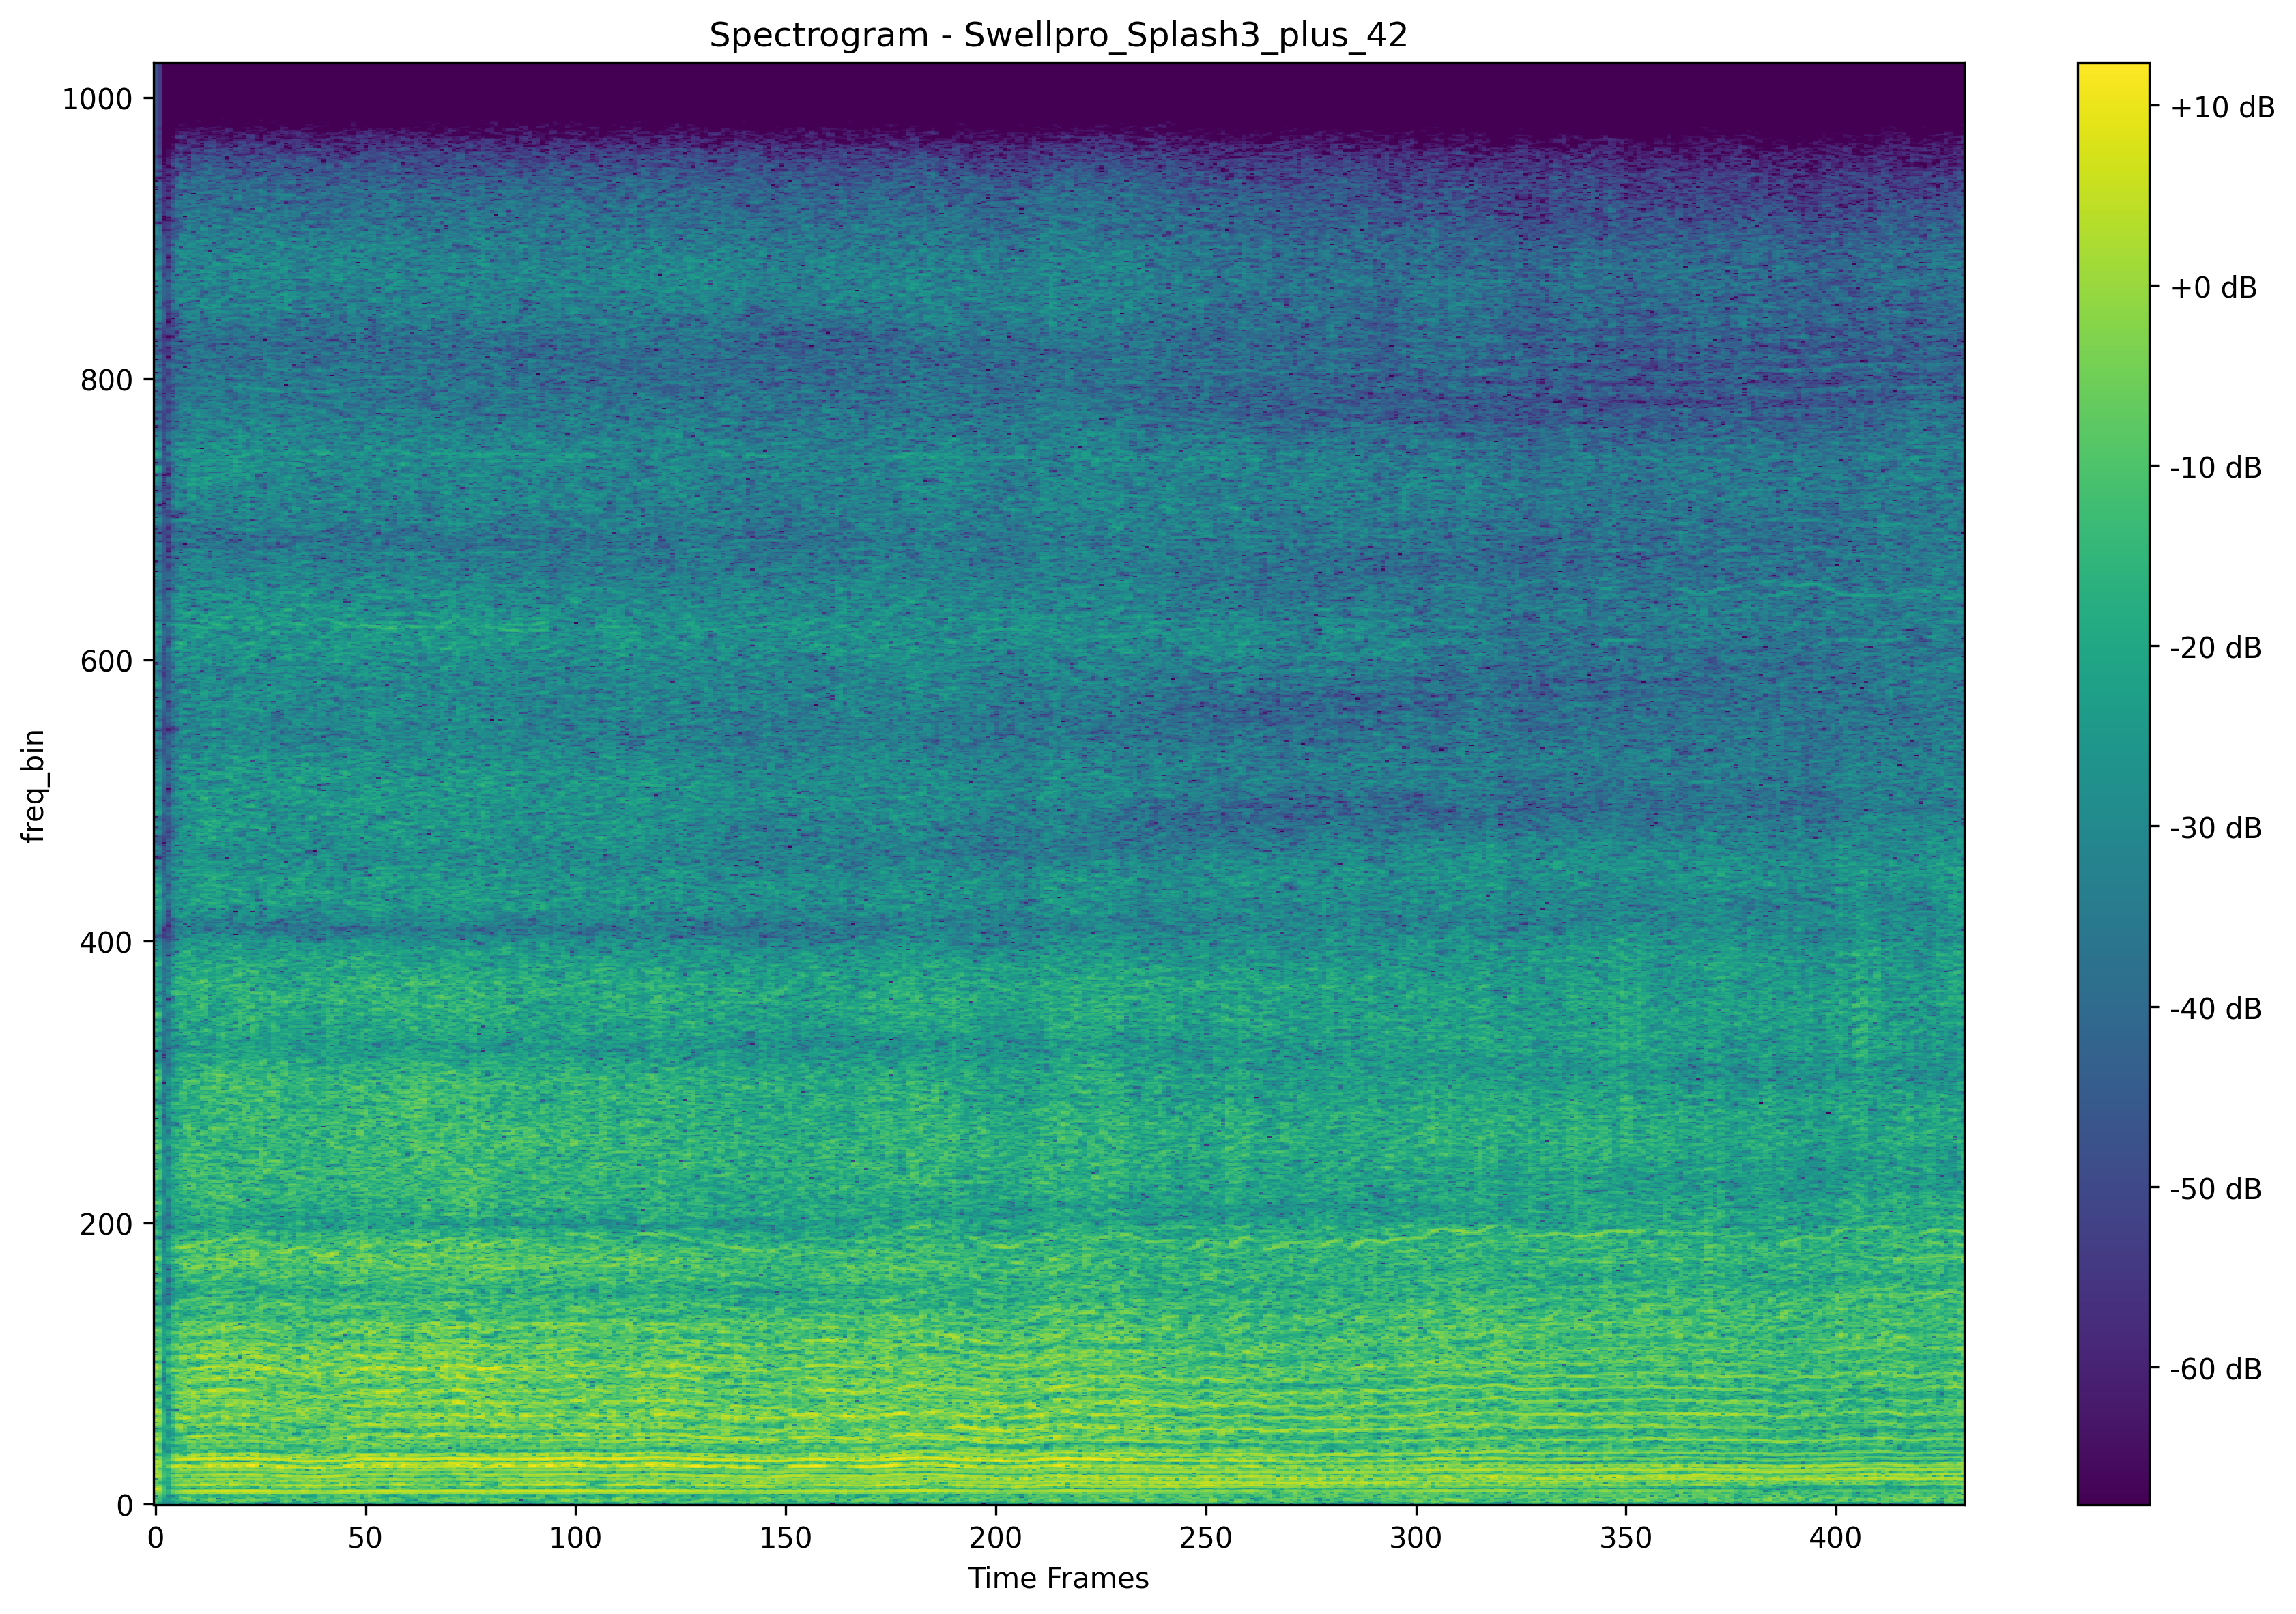 Spectrogram - Swellpro_Splash3_plus_42
1000
800
600
400
200
0
freq_bin
0 50 100 150 200 250 300 350 400
Time Frames
+10 dB
+0 dB
-10 dB
-20 dB
-30 dB
-40 dB
-50 dB
-60 dB